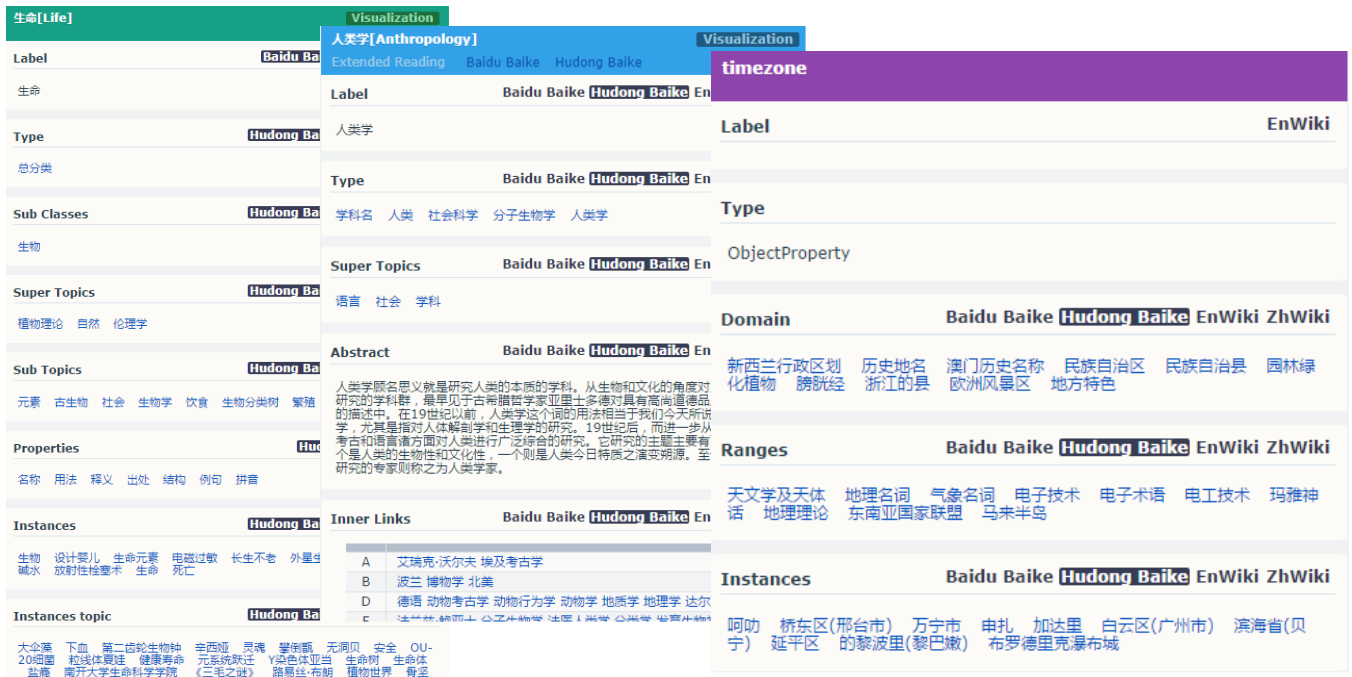 生命[Life] Visualization
Label Baidu Ba
生命
Type Hudong Ba
总分类
Sub Classes Hudong Ba
生物
Super Topics Hudong Ba
植物理论 自然 伦理学
Sub Topics Hudong Ba
元素 古生物 社会 生物学 饮食 生物分类树 繁殖
Properties Hud
名称 用法 释义 出处 结构 例句 拼音
Instances Hudong Ba
生物 设计婴儿 生命元素 电磁过敏 长生不老 外星生
碱水 放射性栓塞术 生命 死亡
Instances topic Hudong Ba
大伞藻 下血 第二齿轮生物钟 辛西娅 灵魂 攀倒甑 无洞贝 安全 OU-
20细菌 粒线体夏娃 健康寿命 元系统跃迁 Y染色体亚当 生命树 生命体
盐瘾 南开大学生命科学学院 《三毛之谜》 路易丝·布朗 植物世界 骨坚
人类学[Anthropology] Visualization
Extended Reading Baidu Baike Hudong Baike
Label Baidu Baike Hudong Baike En
人类学
Type Baidu Baike Hudong Baike En
学科名 人类 社会科学 分子生物学 人类学
Super Topics Baidu Baike Hudong Baike En
语言 社会 学科
Abstract Baidu Baike Hudong Baike En
人类学顾名思义就是研究人类的本质的学科。从生物和文化的角度对
研究的学科群，最早见于古希腊哲学家亚里士多德对具有高尚道德品
的描述中。在19世纪以前，人类学这个词的用法相当于我们今天所说
学，尤其是指对人体解剖学和生理学的研究。19世纪后，而进一步从
考古和语言诸方面对人类进行广泛综合的研究。它研究的主题主要有
个是人类的生物性和文化性，一个则是人类今日特质之演变朔源。至
研究的专家则称之为人类学家。
Inner Links Baidu Baike Hudong Baike En
A 艾瑞克·沃尔夫 埃及考古学
B 波兰 博物学 北美
D 德语 动物考古学 动物行为学 动物学 地质学 地理学 达尔
timezone
Label EnWiki
Type
ObjectProperty
Domain Baidu Baike Hudong Baike EnWiki ZhWiki
新西兰行政区划 历史地名 澳门历史名称 民族自治区 民族自治县 园林绿
化植物 膀胱经 浙江的县 欧洲风景区 地方特色
Ranges Baidu Baike Hudong Baike EnWiki ZhWiki
天文学及天体 地理名词 气象名词 电子技术 电子术语 电工技术 玛雅神
话 地理理论 东南亚国家联盟 马来半岛
Instances Baidu Baike Hudong Baike EnWiki ZhWiki
呵叻 桥东区(邢台市) 万宁市 申扎 加达里 白云区(广州市) 滨海省(贝
宁) 延平区 的黎波里(黎巴嫩) 布罗德里克瀑布城